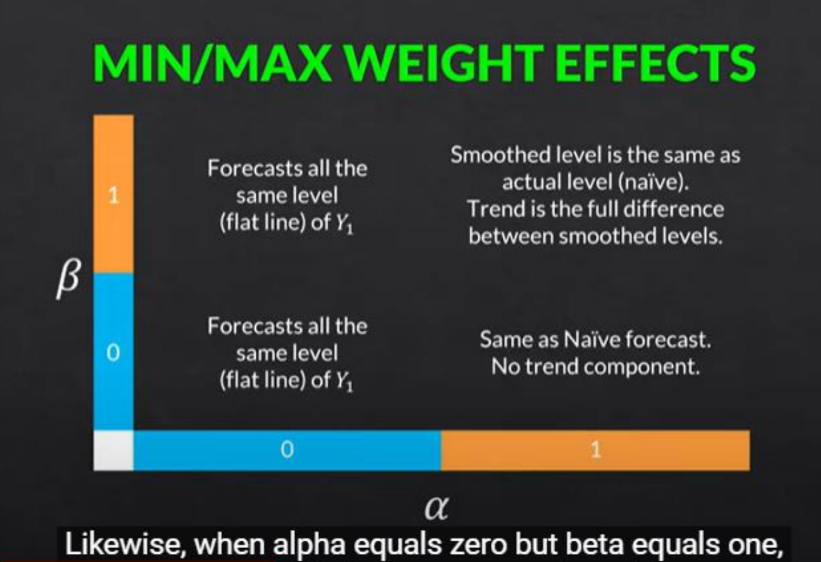 MIN/MAX WEIGHT EFFECTS
1
Forecasts all the
same level
(flat line) of Y₁
Smoothed level is the same as
actual level (naïve).
Trend is the full difference
between smoothed levels.
β
0
Forecasts all the
same level
(flat line) of Y₁
Same as Naïve forecast.
No trend component.
0
1
α
Likewise, when alpha equals zero but beta equals one,